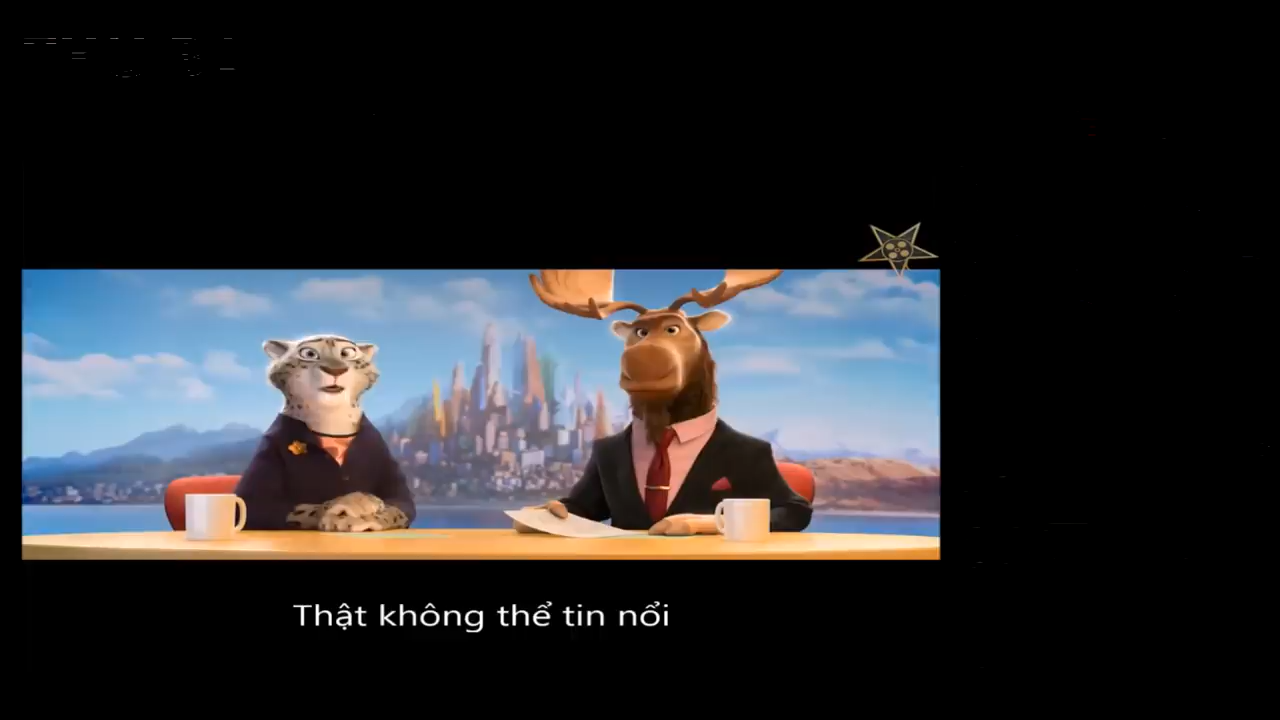 Thật không thể tin nổi